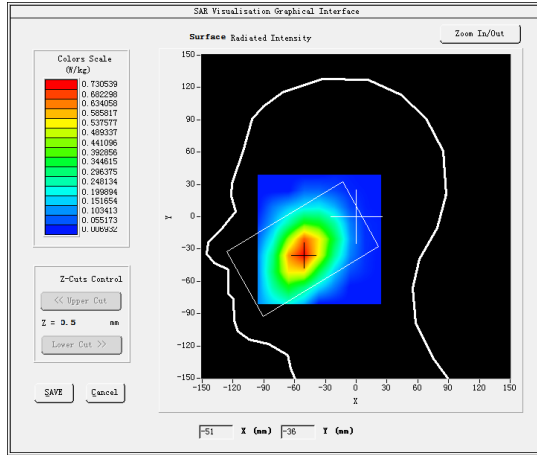 SAR Visualisation Graphical Interface
Surface Radiated Intensity
Zoom In/Out
Colors Scale
(W/kg)
0.730539
0.682298
0.634058
0.585817
0.537577
0.489337
0.441096
0.392856
0.344615
0.296375
0.248134
0.199894
0.151654
0.103413
0.055173
0.006932
150
120
90
60
30
0
-30
-60
-90
-120
-150
Y
-150 -120 -90 -60 -30 0 30 60 90 120 150
X
Z-Cuts Control
<< Upper Cut
Z = 3.5 mm
Lower Cut >>
SAVE Cancel
-51 X (mm) -36 Y (mm)